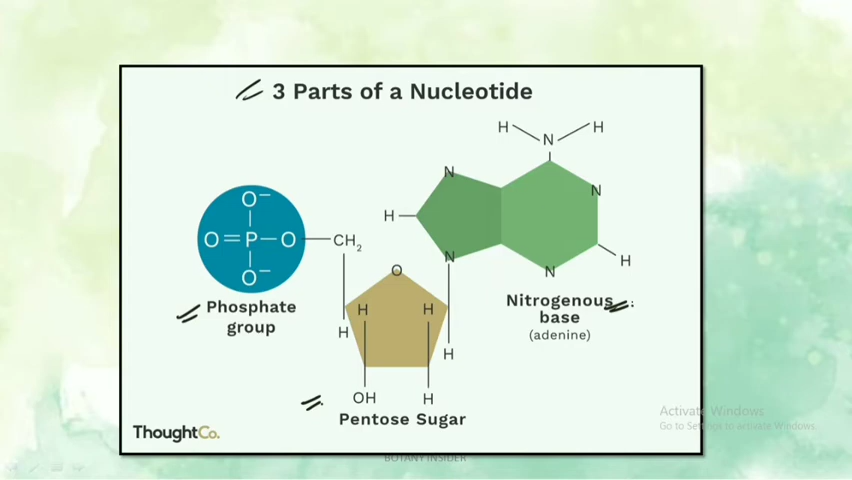 3 Parts of a Nucleotide
H H
N
N
N
H
O−
O=P−O CH2
O−
N
H
N
O
Phosphate
group
H H
Nitrogenous
base
(adenine)
H
H
OH H
Pentose Sugar
ThoughtCo.
Activate Windows
Go to Settings to activate Windows.
BOTANY INSIDER